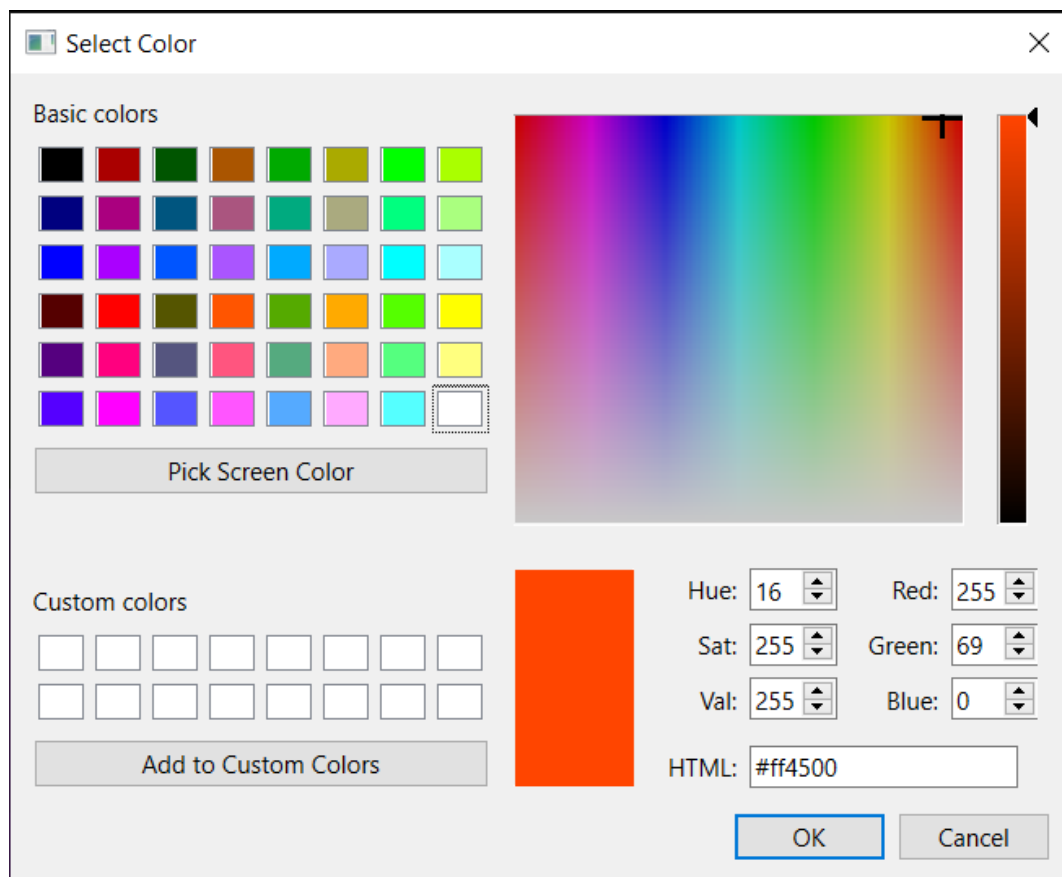 Select Color
Basic colors
Pick Screen Color
Custom colors
Add to Custom Colors
Hue: 16 Red: 255
Sat: 255 Green: 69
Val: 255 Blue: 0
HTML: #ff4500
OK Cancel